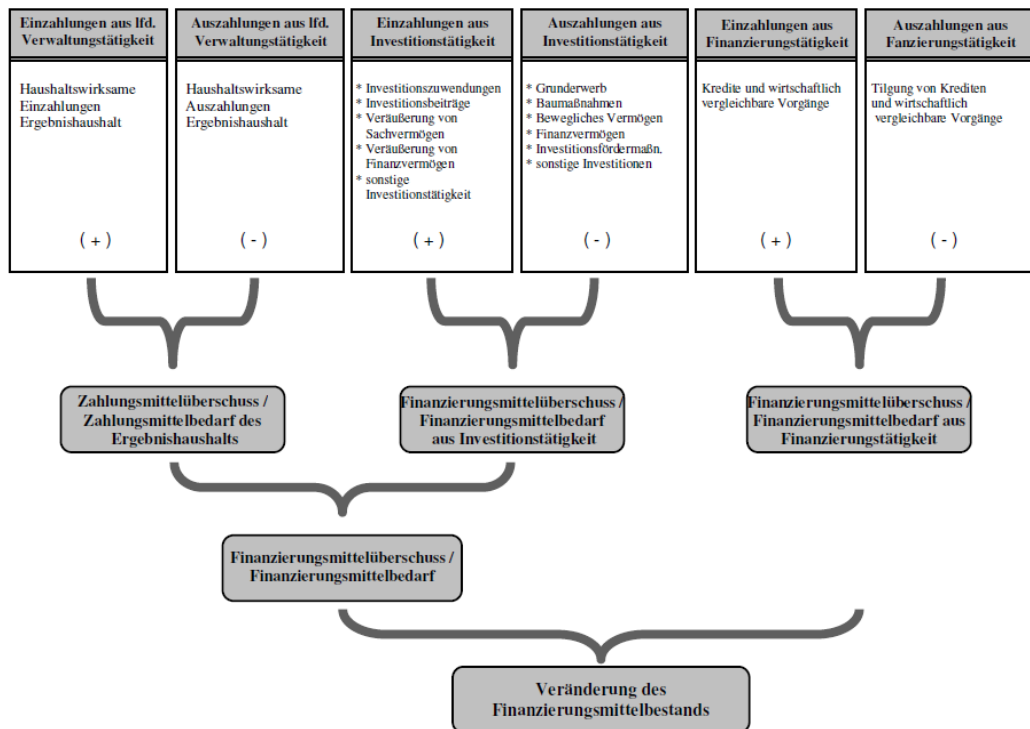 Einzahlungen aus lfd.
Verwaltungstätigkeit
Haushaltswirksame
Einzahlungen
Ergebnishaushalt
( + )
Auszahlungen aus lfd.
Verwaltungstätigkeit
Haushaltswirksame
Auszahlungen
Ergebnishaushalt
( - )
Einzahlungen aus
Investitionstätigkeit
* Investitionszuwendungen
* Investitionsbeiträge
* Veräußerung von
Sachvermögen
* Veräußerung von
Finanzvermögen
* sonstige
Investitionstätigkeit
( + )
Auszahlungen aus
Investitionstätigkeit
* Grunderwerb
* Baumaßnahmen
* Bewegliches Vermögen
* Finanzvermögen
* Investitionsfördermaßn.
* sonstige Investitionen
( - )
Einzahlungen aus
Finanzierungstätigkeit
Kredite und wirtschaftlich
vergleichbare Vorgänge
( + )
Auszahlungen aus
Fanzierungstätigkeit
Tilgung von Krediten
und wirtschaftlich
vergleichbare Vorgänge
( - )
Zahlungsmittelüberschuss /
Zahlungsmittelbedarf des
Ergebnishaushalts
Finanzierungsmittelüberschuss /
Finanzierungsmittelbedarf
aus Investitionstätigkeit
Finanzierungsmittelüberschuss /
Finanzierungsmittelbedarf aus
Finanzierungstätigkeit
Finanzierungsmittelüberschuss /
Finanzierungsmittelbedarf
Veränderung des
Finanzierungsmittelbestands